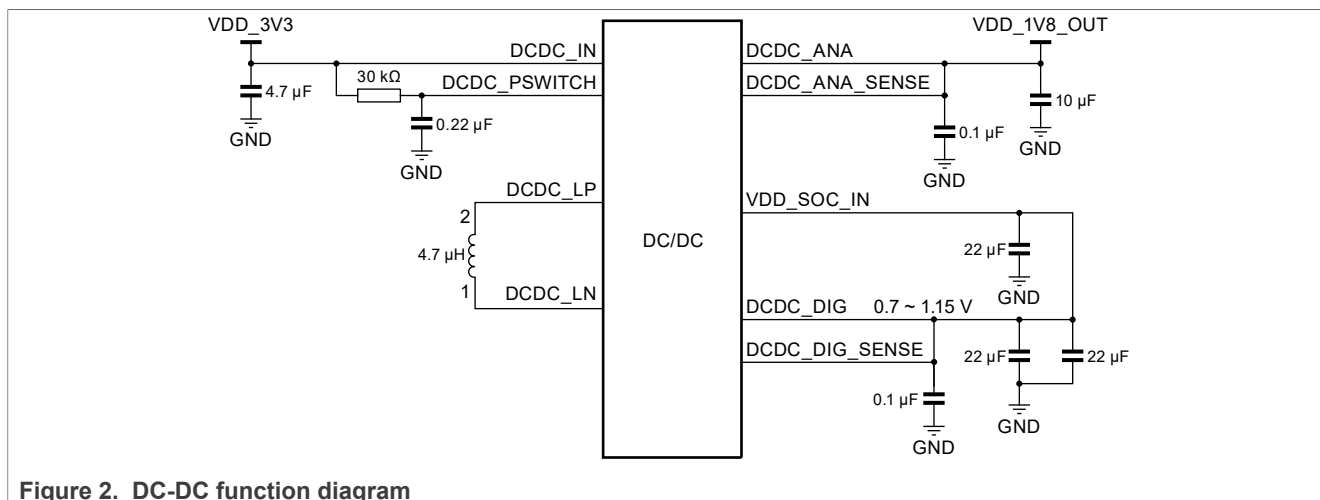 VDD_3V3
VDD_1V8_OUT
DCDC_IN
DCDC_ANA
30 kΩ
DCDC_PSWITCH
DCDC_ANA_SENSE
4.7 µF
10 µF
GND
0.22 µF
0.1 µF
GND
GND
GND
DCDC_LP
VDD_SOC_IN
2
DC/DC
4.7 µH
22 µF
1
DCDC_LN
GND
DCDC_DIG 0.7 ~ 1.15 V
DCDC_DIG_SENSE
22 µF
22 µF
0.1 µF
GND
GND
Figure 2. DC-DC function diagram